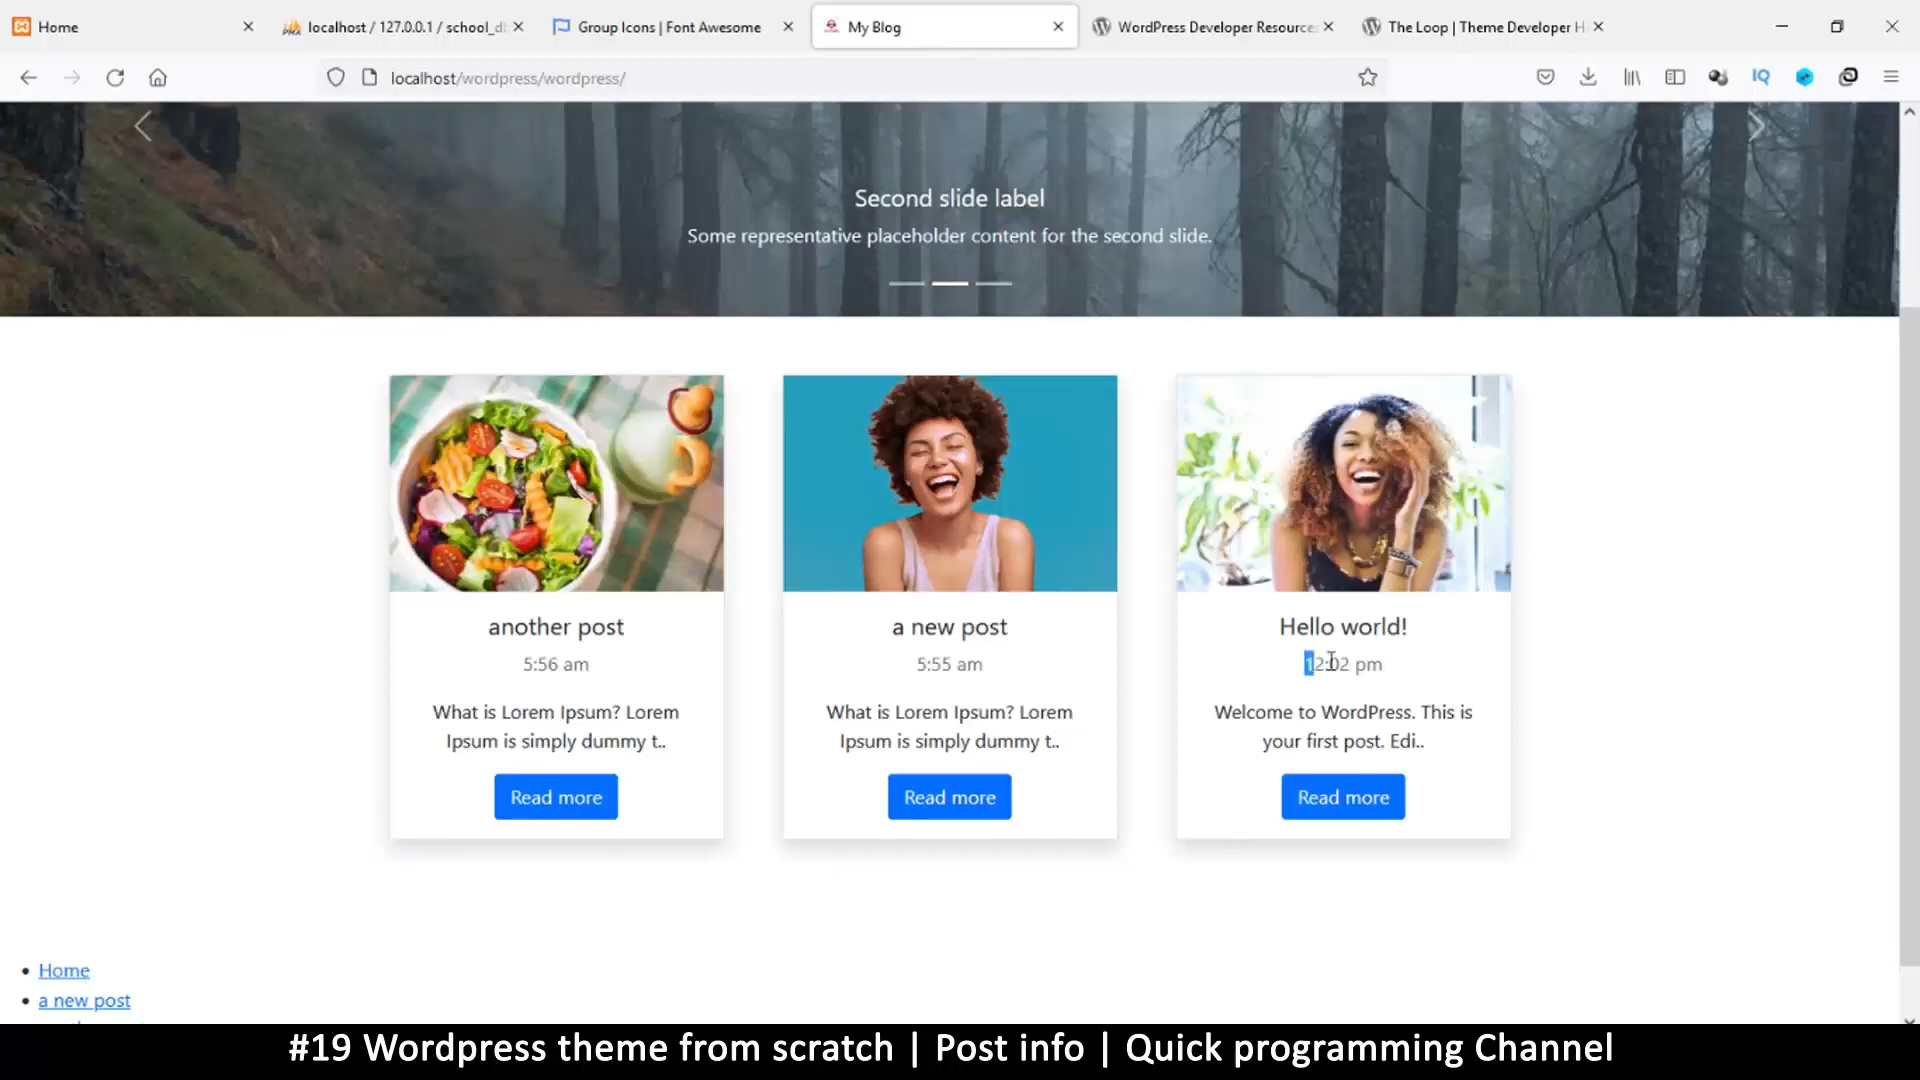 Home
localhost / 127.0.0.1 / school_db
Group Icons | Font Awesome
My Blog
WordPress Developer Resource
The Loop | Theme Developer H
localhost/wordpress/wordpress/
IQ
Second slide label
Some representative placeholder content for the second slide.
another post
5:56 am
What is Lorem Ipsum? Lorem
Ipsum is simply dummy t..
Read more
a new post
5:55 am
What is Lorem Ipsum? Lorem
Ipsum is simply dummy t..
Read more
Hello world!
12:02 pm
Welcome to WordPress. This is
your first post. Edi..
Read more
Home
a new post
#19 Wordpress theme from scratch | Post info | Quick programming Channel